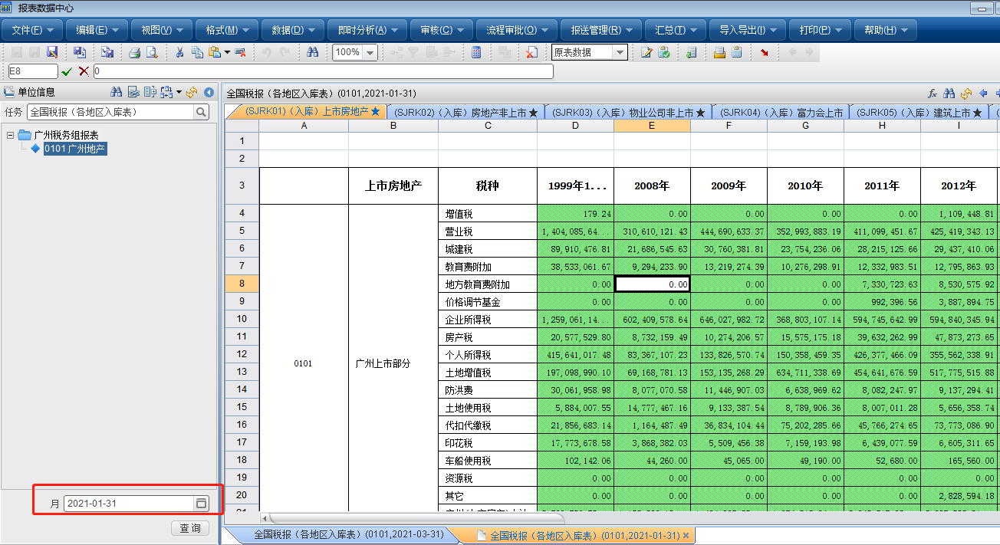 报表数据中心
文件(F) 编辑(E) 视图(V) 格式(M) 数据(D) 即时分析(A) 审核(C) 流程审批(O) 报送管理(R) 汇总(T) 导入导出(I) 打印(P) 帮助(H)
100% 原表数据
E8 0
单位信息
任务 全国税报（各地区入库表）
广州税务组报表
0101 广州地产
月 2021-01-31
查 询
全国税报（各地区入库表）(0101,2021-01-31) fx
(SJRK01)（入库）上市房地产★ (SJRK02)（入库）房地产非上市★ (SJRK03)（入库）物业公司非上市★ (SJRK04)（入库）富力会上市 (SJRK05)（入库）建筑上市★
A B C D E F G H I
1
2
3 上市房地产 税种 1999年1... 2008年 2009年 2010年 2011年 2012年
4 增值税 179.24 0.00 0.00 0.00 0.00 1,109,448.81
5 营业税 1,404,085,64... 310,610,121.43 444,690,633.37 352,993,883.19 411,099,451.67 425,419,343.13
6 城建税 89,910,476.81 21,686,545.63 30,760,381.81 23,754,236.06 28,215,125.66 29,437,410.06
7 教育费附加 38,533,061.67 9,294,233.90 13,219,274.39 10,276,298.91 12,332,983.51 12,795,863.93
8 地方教育费附加 0.00 0.00 0.00 0.00 7,330,723.63 8,530,575.92
9 价格调节基金 0.00 0.00 0.00 0.00 992,396.56 3,887,894.75
10 企业所得税 1,259,061,14... 602,409,578.64 646,027,982.72 368,803,107.14 594,745,642.99 594,840,345.94
11 房产税 20,577,529.80 8,732,159.49 10,274,206.57 15,575,175.18 39,632,262.99 47,873,273.65
12 个人所得税 415,641,017.48 83,367,107.23 133,826,570.74 150,358,459.35 426,377,466.09 355,562,338.91
0101 广州上市部分
13 土地增值税 197,098,990.10 69,168,781.13 153,135,268.29 634,711,338.69 454,641,676.59 517,775,515.88
14 防洪费 30,061,958.98 8,077,070.58 11,446,907.03 6,638,969.62 8,082,247.97 9,137,294.41
15 土地使用税 5,884,007.55 14,777,467.16 9,133,387.54 8,789,906.36 8,007,011.28 5,656,358.74
16 代扣代缴税 21,856,683.14 1,164,487.49 36,834,104.44 75,202,285.66 45,766,274.65 73,773,086.90
17 印花税 17,773,678.58 3,868,382.03 5,509,456.38 7,159,193.98 6,439,077.59 6,605,311.65
18 车船使用税 102,142.06 44,260.00 45,065.00 49,190.00 52,680.00 165,560.00
19 资源税 0.00 0.00 0.00 0.00 0.00 0.00
20 其它 0.00 0.00 0.00 0.00 0.00 2,828,594.18
全国税报（各地区入库表）(0101,2021-03-31) 全国税报（各地区入库表）(0101,2021-01-31)